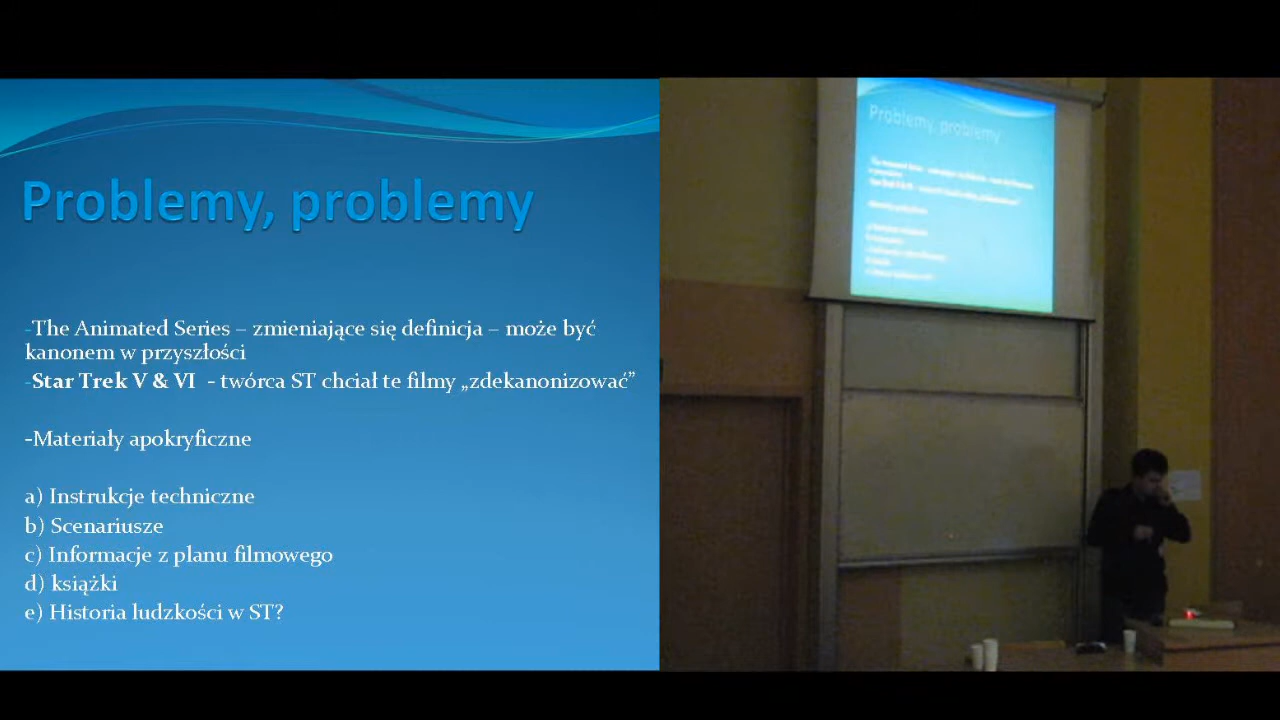 Problemy, problemy
-The Animated Series – zmieniające się definicja – może być
kanonem w przyszłości
-Star Trek V & VI - twórca ST chciał te filmy „zdekanonizować”
-Materiały apokryficzne
a) Instrukcje techniczne
b) Scenariusze
c) Informacje z planu filmowego
d) książki
e) Historia ludzkości w ST?
Problemy, problemy